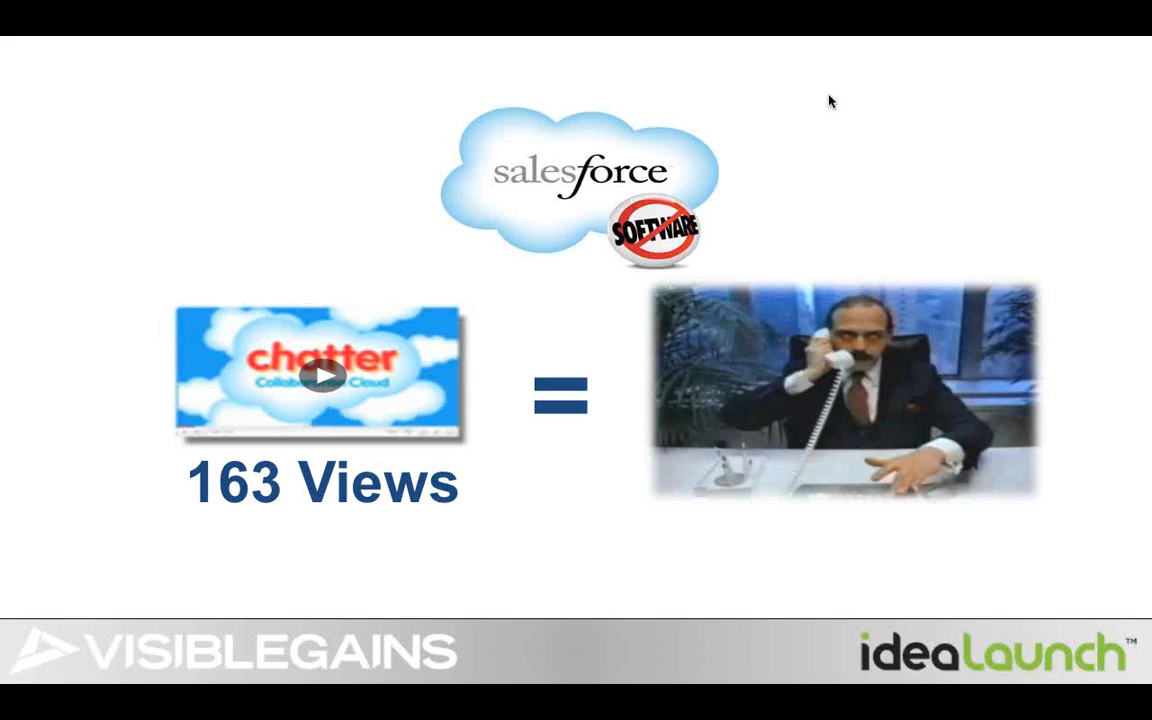 salesforce
SOFTWARE
chatter
163 Views
VISIBLEGAINS
ideaLaunch™